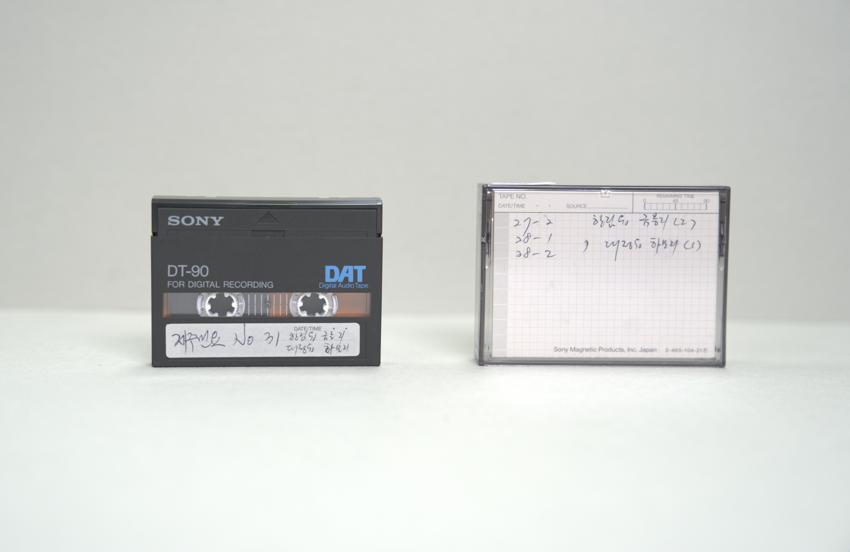 SONY
DT-90
FOR DIGITAL RECORDING
DAT
Digital Audio Tape
제주민요 No 31
DATE/TIME
한림읍 금릉리
대정읍 하모리
TAPE NO.
DATE/TIME
SOURCE
REMAINING TIME
27-2 한림읍 금릉리 (2)
28-1 , 대정읍 하모리 (1)
28-2
Sony Magnetic Products, Inc. Japan